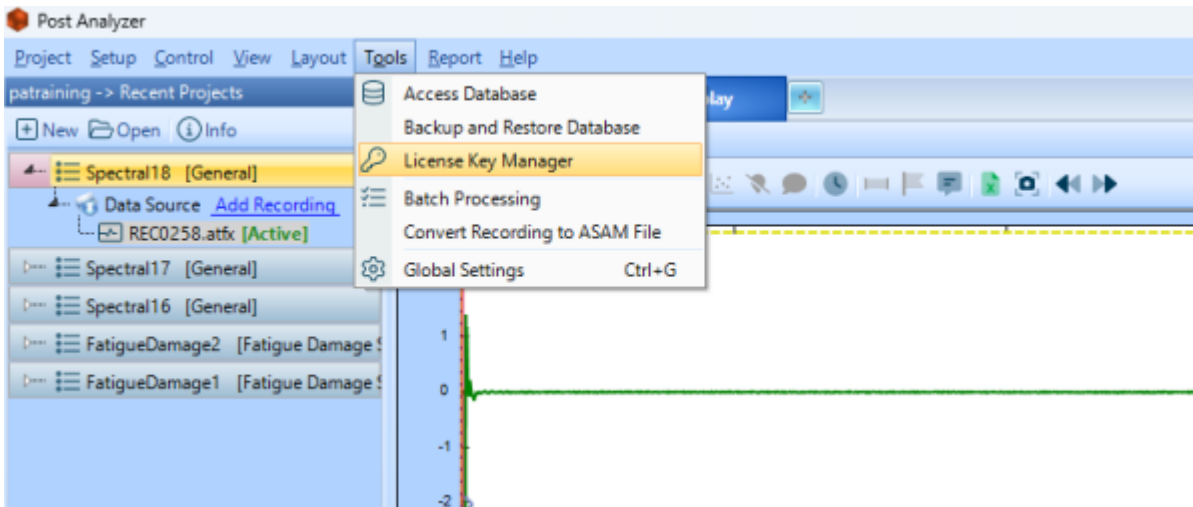 Post Analyzer
Project Setup Control View Layout Tools Report Help
patraining -> Recent Projects
New Open Info
Spectral18 [General]
Data Source Add Recording
REC0258.atfx [Active]
Spectral17 [General]
Spectral16 [General]
FatigueDamage2 [Fatigue Damage
FatigueDamage1 [Fatigue Damage
Access Database
Backup and Restore Database
License Key Manager
Batch Processing
Convert Recording to ASAM File
Global Settings Ctrl+G
lay
1
0
-1
-2